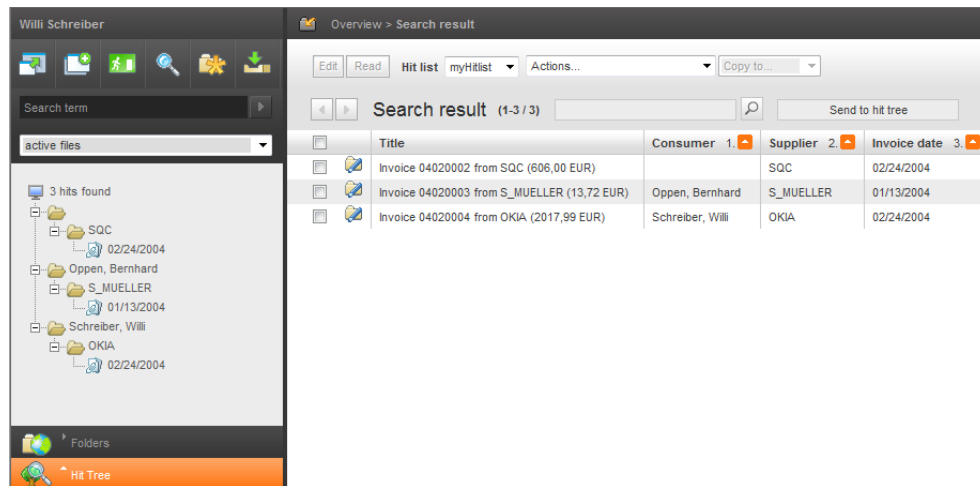 Willi Schreiber
Overview > Search result
Edit Read Hit list myHitlist Actions... Copy to...
Search term
Search result (1-3 / 3) Send to hit tree
active files
Title Consumer 1. Supplier 2. Invoice date 3.
Invoice 04020002 from SQC (606,00 EUR) SQC 02/24/2004
Invoice 04020003 from S_MUELLER (13,72 EUR) Oppen, Bernhard S_MUELLER 01/13/2004
Invoice 04020004 from OKIA (2017,99 EUR) Schreiber, Willi OKIA 02/24/2004
3 hits found
SQC
02/24/2004
Oppen, Bernhard
S_MUELLER
01/13/2004
Schreiber, Willi
OKIA
02/24/2004
Folders
Hit Tree